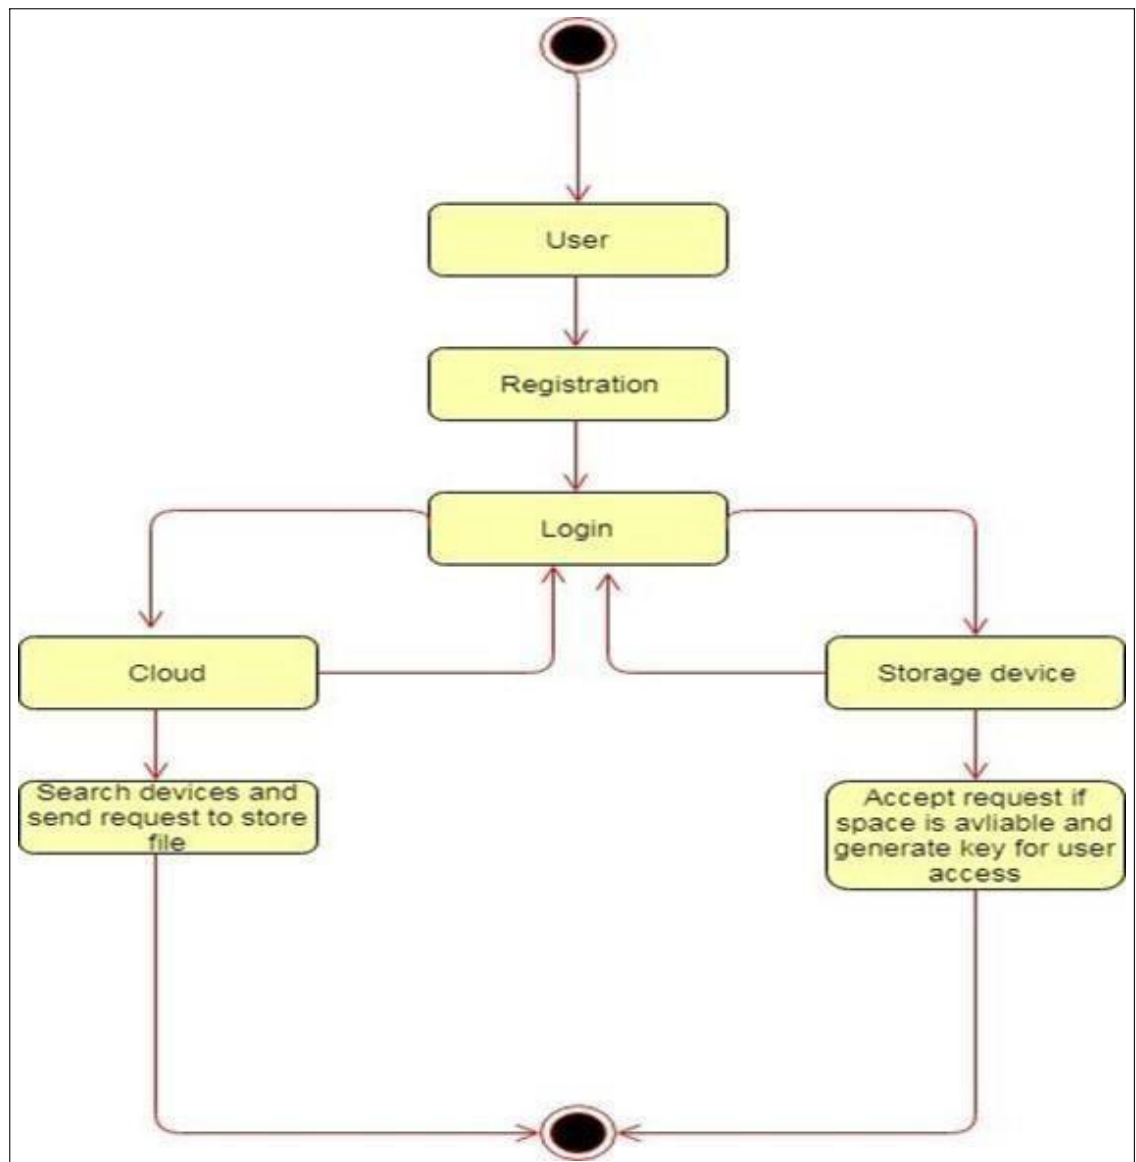 User
Registration
Login
Cloud
Storage device
Search devices and
send request to store
file
Accept request if
space is avliable and
generate key for user
access